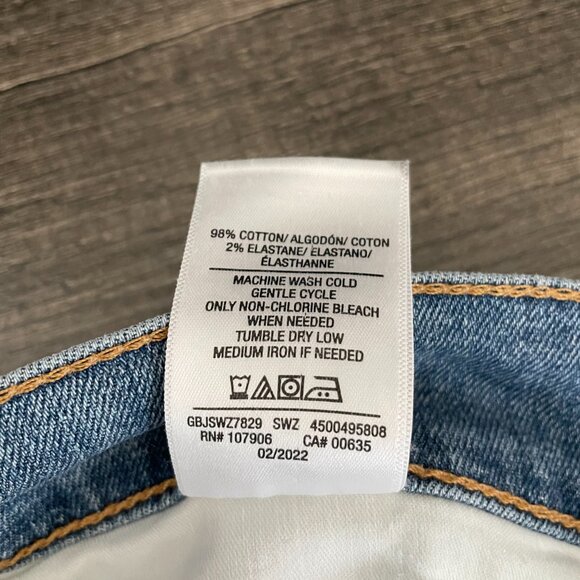 98% COTTON/ ALGODÓN/ COTON
2% ELASTANE/ ELASTANO/
ÉLASTHANNE
MACHINE WASH COLD
GENTLE CYCLE
ONLY NON-CHLORINE BLEACH
WHEN NEEDED
TUMBLE DRY LOW
MEDIUM IRON IF NEEDED
GBJSWZ7829 SWZ 4500495808
RN# 107906 CA# 00635
02/2022